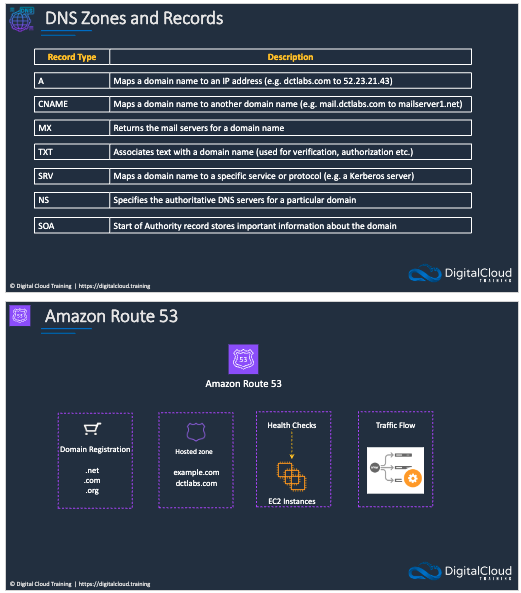 DNS Zones and Records
Record Type Description
A Maps a domain name to an IP address (e.g. dctlabs.com to 52.23.21.43)
CNAME Maps a domain name to another domain name (e.g. mail.dctlabs.com to mailserver1.net)
MX Returns the mail servers for a domain name
TXT Associates text with a domain name (used for verification, authorization etc.)
SRV Maps a domain name to a specific service or protocol (e.g. a Kerberos server)
NS Specifies the authoritative DNS servers for a particular domain
SOA Start of Authority record stores important information about the domain
DigitalCloud
TRAINING
© Digital Cloud Training | https://digitalcloud.training
Amazon Route 53
53
Amazon Route 53
Domain Registration
.net
.com
.org
Hosted zone
example.com
dctlabs.com
Health Checks
EC2 Instances
Traffic Flow
DigitalCloud
TRAINING
© Digital Cloud Training | https://digitalcloud.training